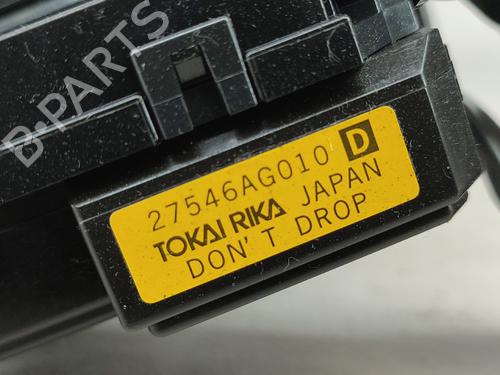 B-PARTS
27546AG010 D
TOKAI RIKA JAPAN
DON'T DROP